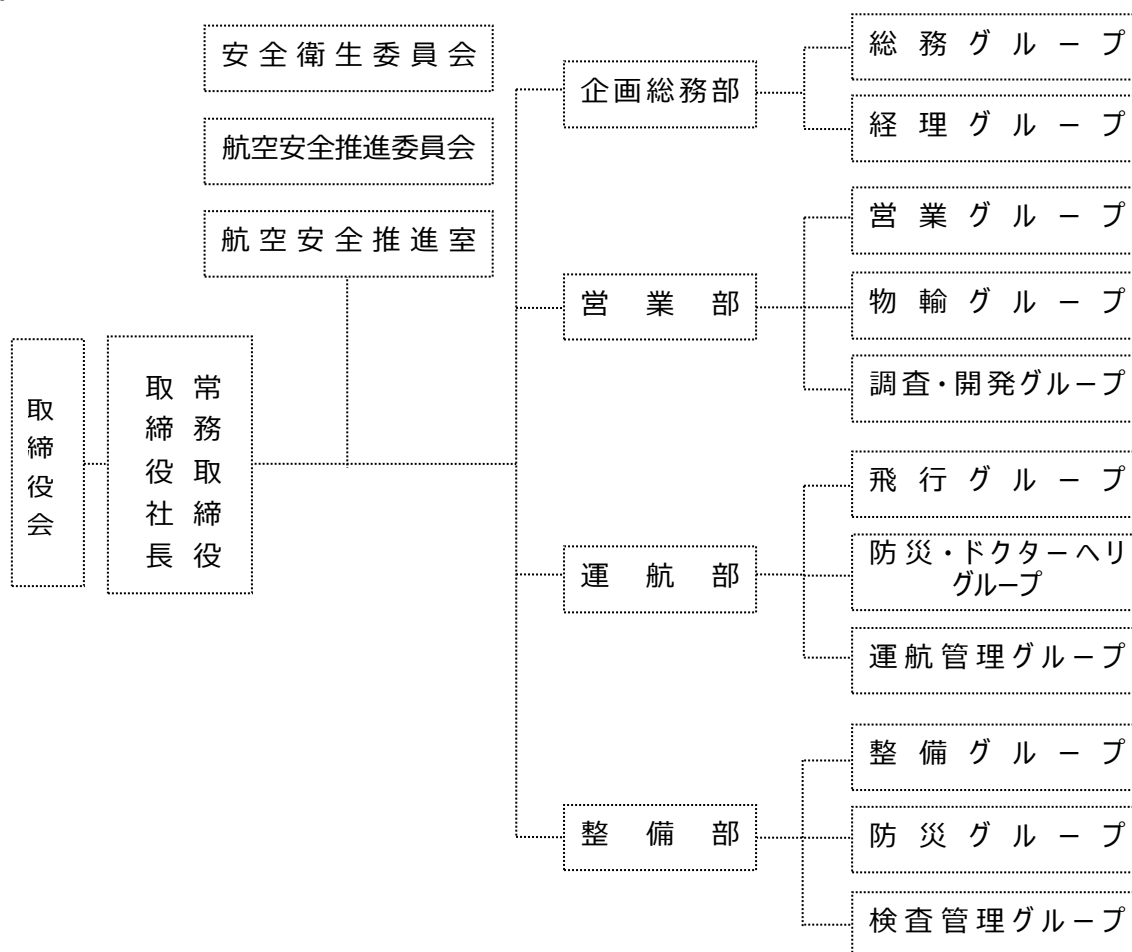 安全衛生委員会
航空安全推進委員会
航空安全推進室
取締役会
常務取締役
取締役社長
企画総務部
総務グループ
経理グループ
営業部
営業グループ
物輸グループ
調査・開発グループ
運航部
飛行グループ
防災・ドクターヘリ
グループ
運航管理グループ
整備部
整備グループ
防災グループ
検査管理グループ